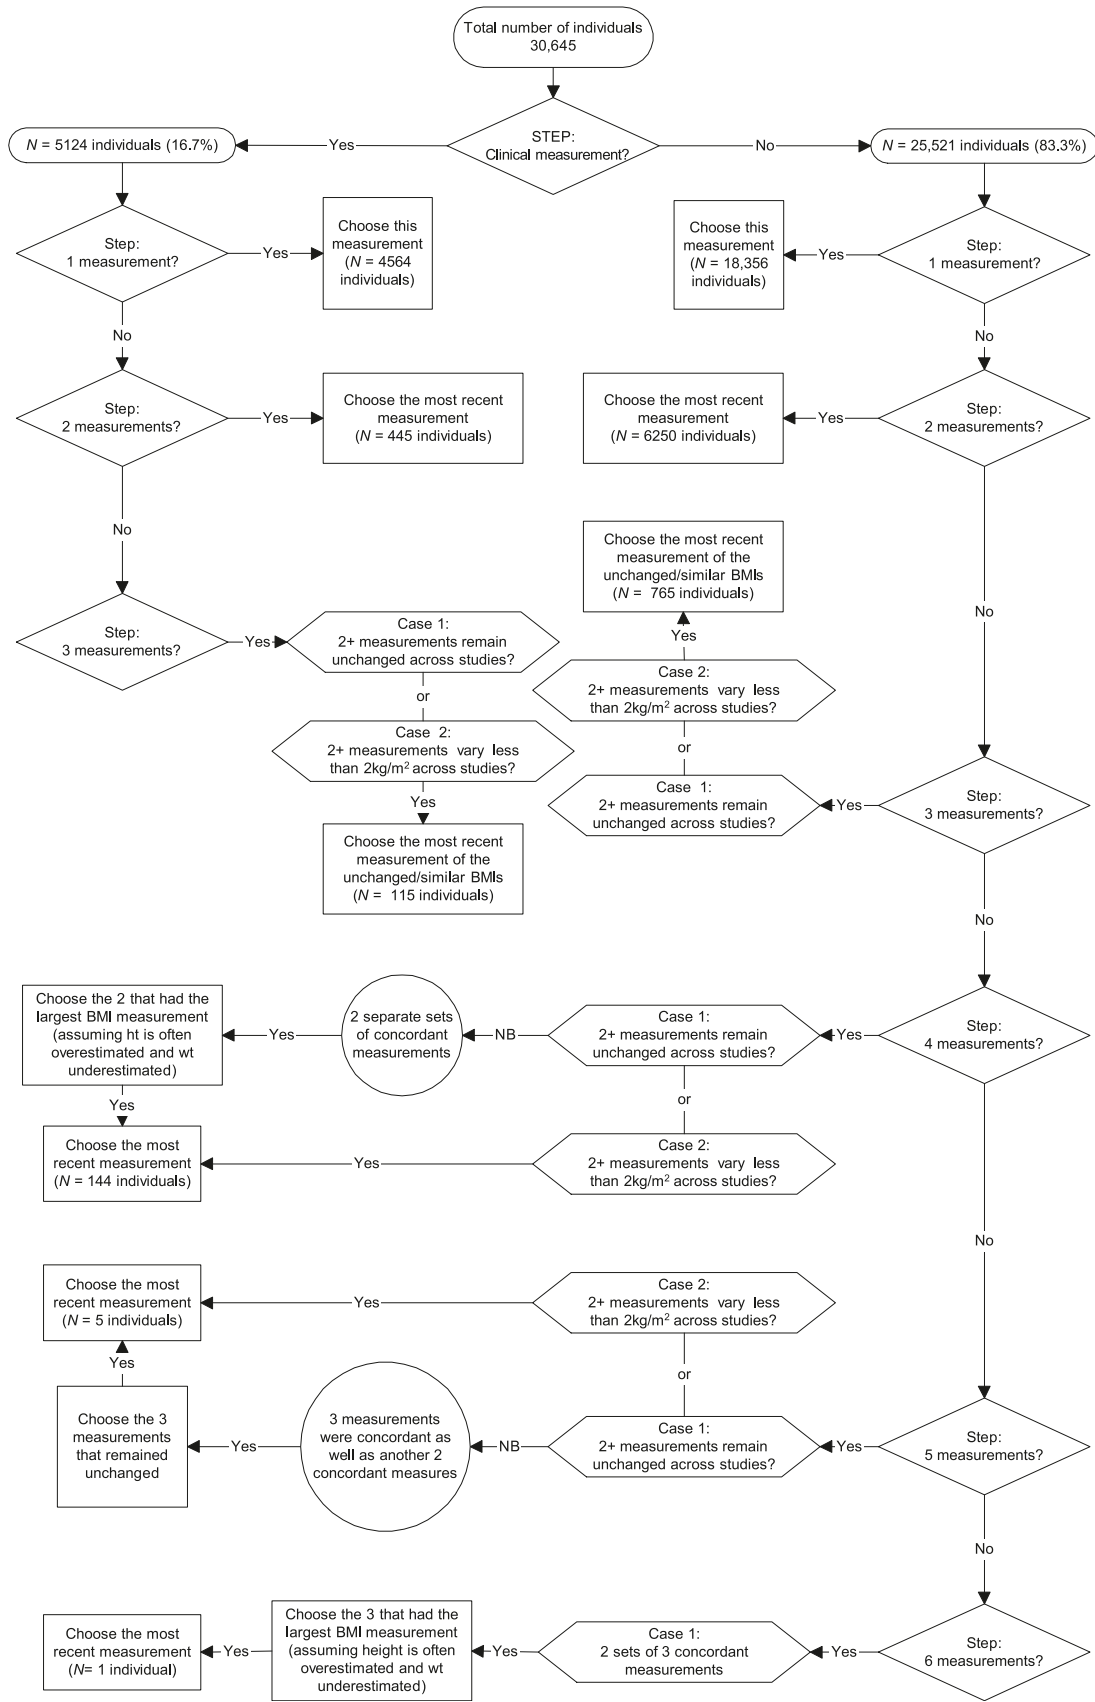 Total number of individuals
30,645
STEP:
Clinical measurement?
Yes
No
N = 5124 individuals (16.7%)
N = 25,521 individuals (83.3%)
Step:
1 measurement?
Yes
Choose this
measurement
(N = 4564
individuals)
Choose this
measurement
(N = 18,356
individuals)
Yes
Step:
1 measurement?
No
No
Step:
2 measurements?
Yes
Choose the most recent
measurement
(N = 445 individuals)
Choose the most recent
measurement
(N = 6250 individuals)
Yes
Step:
2 measurements?
No
No
Step:
3 measurements?
Yes
Case 1:
2+ measurements remain
unchanged across studies?
or
Case 2:
2+ measurements vary less
than 2kg/m² across studies?
Yes
Choose the most recent
measurement of the
unchanged/similar BMIs
(N = 115 individuals)
Choose the most recent
measurement of the
unchanged/similar BMIs
(N = 765 individuals)
Yes
Case 2:
2+ measurements vary less
than 2kg/m² across studies?
or
Case 1:
2+ measurements remain
unchanged across studies?
Yes
Step:
3 measurements?
No
Choose the 2 that had the
largest BMI measurement
(assuming ht is often
overestimated and wt
underestimated)
Yes
2 separate sets
of concordant
measurements
NB
Case 1:
2+ measurements remain
unchanged across studies?
Yes
Step:
4 measurements?
Yes
or
Choose the most
recent measurement
(N = 144 individuals)
Yes
Case 2:
2+ measurements vary less
than 2kg/m² across studies?
No
Choose the most
recent measurement
(N = 5 individuals)
Yes
Case 2:
2+ measurements vary less
than 2kg/m² across studies?
Yes
or
Choose the 3
measurements
that remained
unchanged
Yes
3 measurements
were concordant as
well as another 2
concordant measures
NB
Case 1:
2+ measurements remain
unchanged across studies?
Yes
Step:
5 measurements?
No
Choose the most
recent measurement
(N= 1 individual)
Yes
Choose the 3 that had the
largest BMI measurement
(assuming height is often
overestimated and wt
underestimated)
Yes
Case 1:
2 sets of 3 concordant
measurements
Yes
Step:
6 measurements?